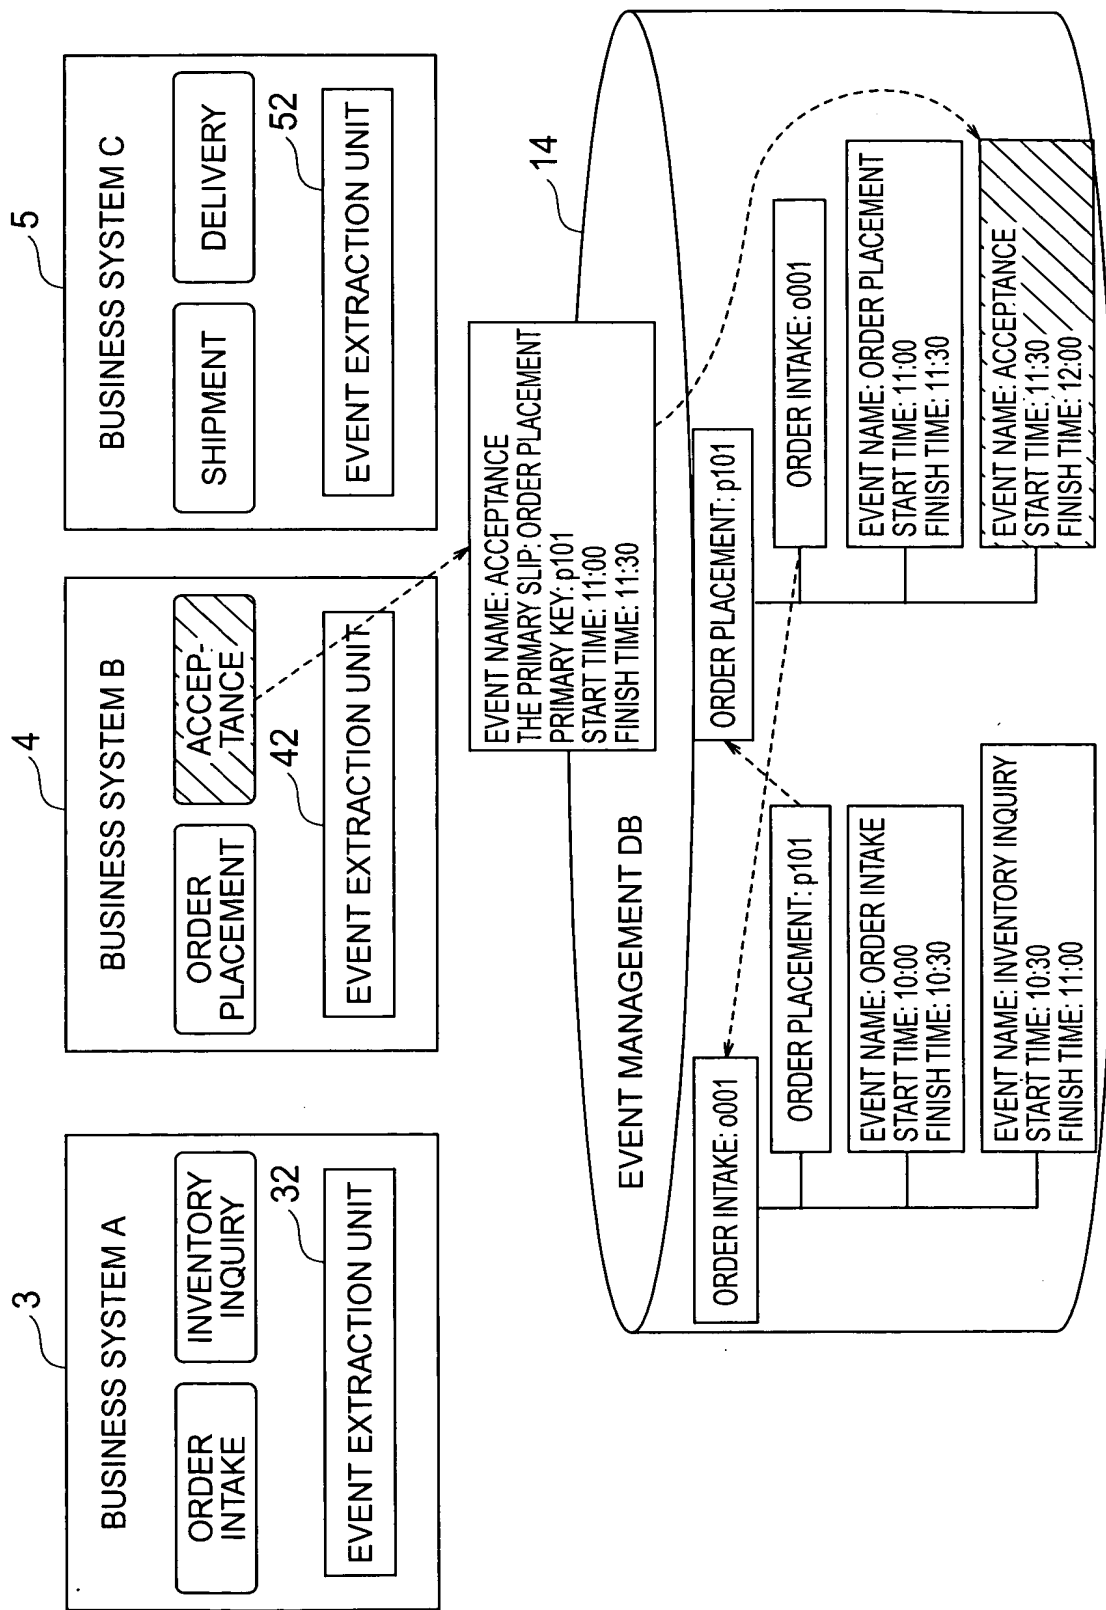 3
BUSINESS SYSTEM A
ORDER
INTAKE
INVENTORY
INQUIRY
32
EVENT EXTRACTION UNIT
4
BUSINESS SYSTEM B
ORDER
PLACEMENT
ACCEP-
TANCE
42
EVENT EXTRACTION UNIT
5
BUSINESS SYSTEM C
SHIPMENT
DELIVERY
52
EVENT EXTRACTION UNIT
EVENT NAME: ACCEPTANCE
THE PRIMARY SLIP: ORDER PLACEMENT
PRIMARY KEY: p101
START TIME: 11:00
FINISH TIME: 11:30
14
EVENT MANAGEMENT DB
ORDER INTAKE: o001
ORDER PLACEMENT: p101
EVENT NAME: ORDER INTAKE
START TIME: 10:00
FINISH TIME: 10:30
EVENT NAME: INVENTORY INQUIRY
START TIME: 10:30
FINISH TIME: 11:00
ORDER PLACEMENT: p101
ORDER INTAKE: o001
EVENT NAME: ORDER PLACEMENT
START TIME: 11:00
FINISH TIME: 11:30
EVENT NAME: ACCEPTANCE
START TIME: 11:30
FINISH TIME: 12:00